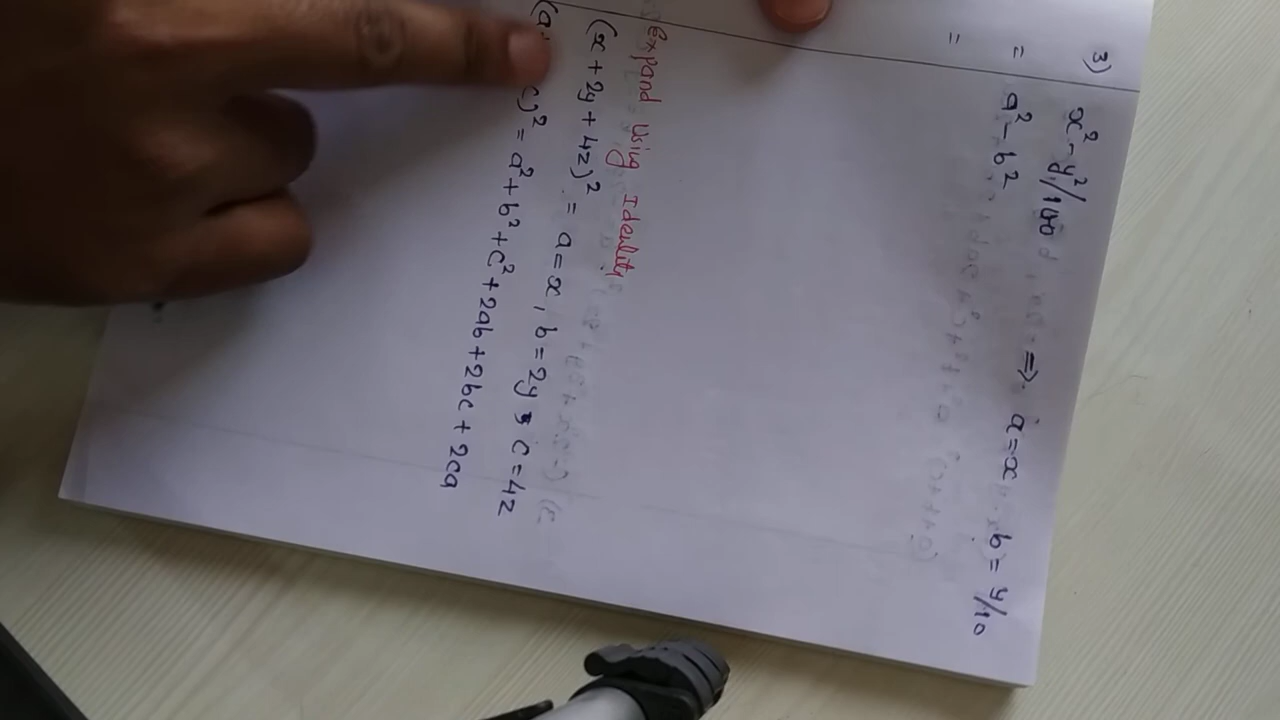 3) x² - y²/100 ⇒ a = x b = y/10
= a² - b²
=
Expand Using Identity
(x + 2y + 4z)² = a = x, b = 2y, c = 4z
(a c)² = a² + b² + c² + 2ab + 2bc + 2ca